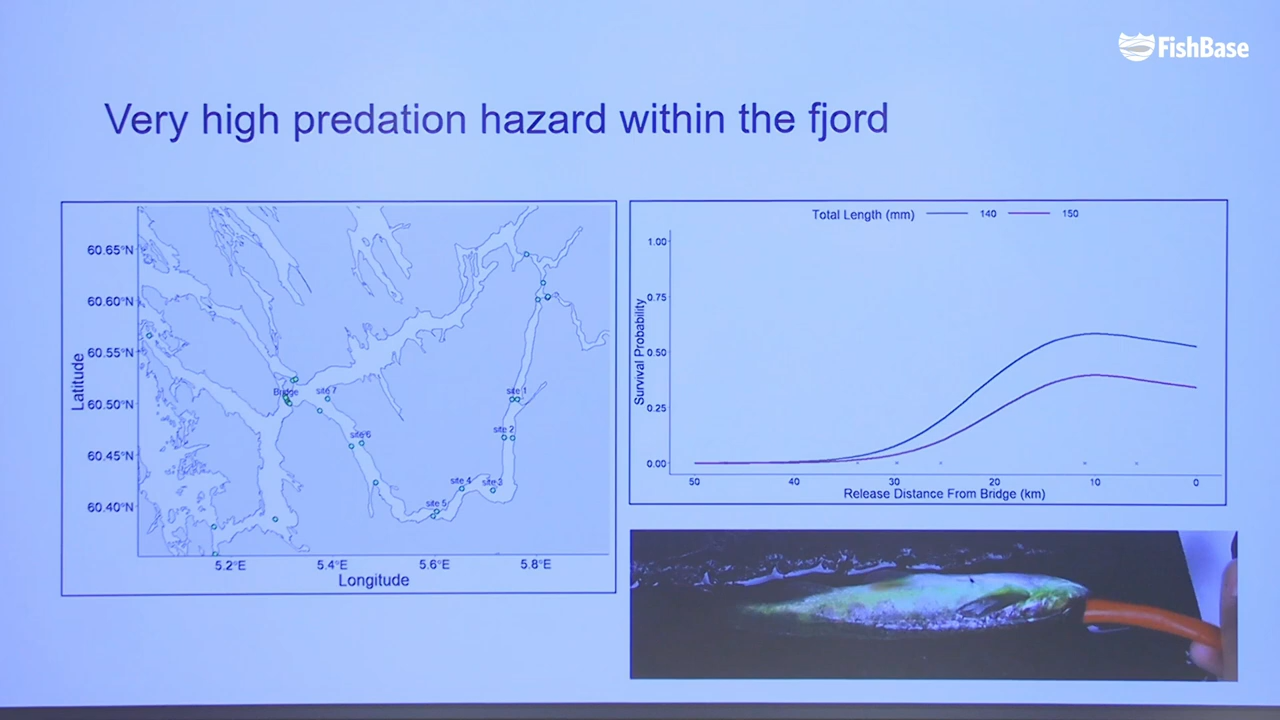 FishBase
Very high predation hazard within the fjord
60.65°N
60.60°N
60.55°N
60.50°N
60.45°N
60.40°N
Latitude
5.2°E
5.4°E
5.6°E
5.8°E
Longitude
Bridge
site 7
site 1
site 2
site 6
site 4
site 3
site 5
Total Length (mm)
140
150
1.00
0.75
0.50
0.25
0.00
Survival Probability
50
40
30
20
10
0
Release Distance From Bridge (km)